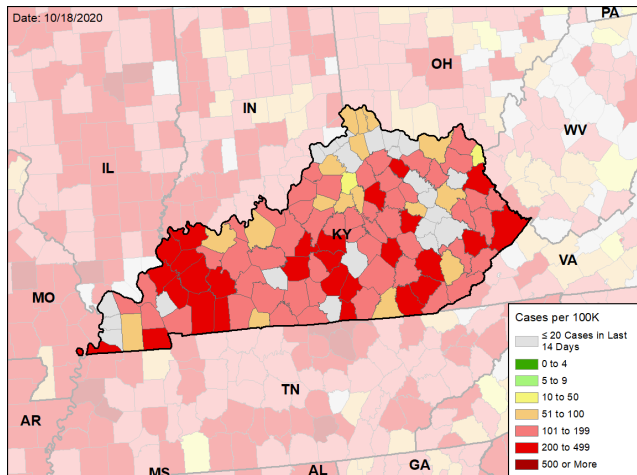 Date: 10/18/2020
PA
OH
IN
WV
IL
KY
VA
MO
TN
AR
MS
AL
GA
Cases per 100K
≤ 20 Cases in Last
14 Days
0 to 4
5 to 9
10 to 50
51 to 100
101 to 199
200 to 499
500 or More